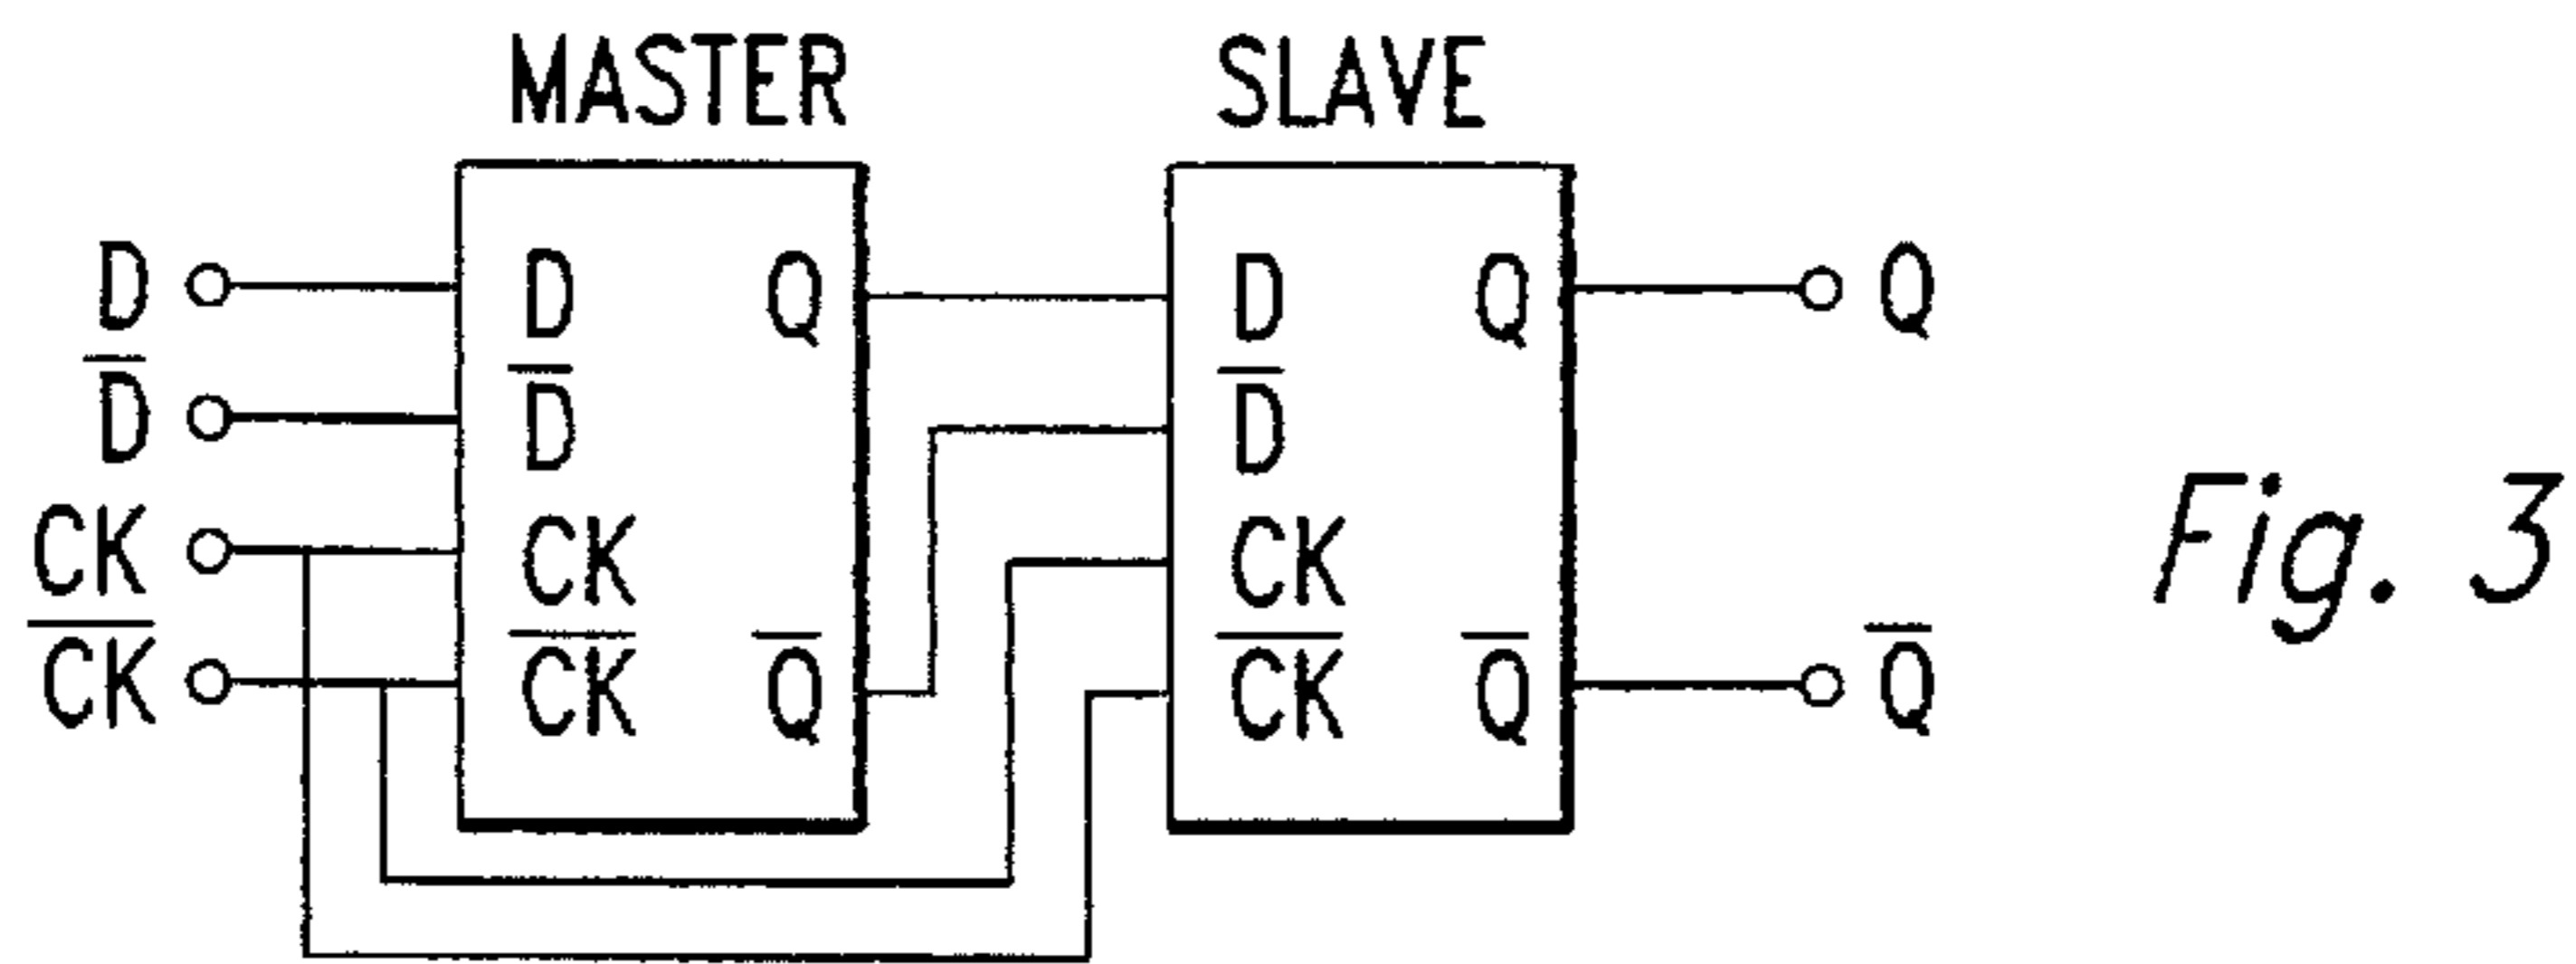 MASTER SLAVE
D D Q D Q Q
D̅ D̅ D̅
CK CK CK
C̅K̅ C̅K̅ Q̅ C̅K̅ Q̅ Q̅
Fig. 3